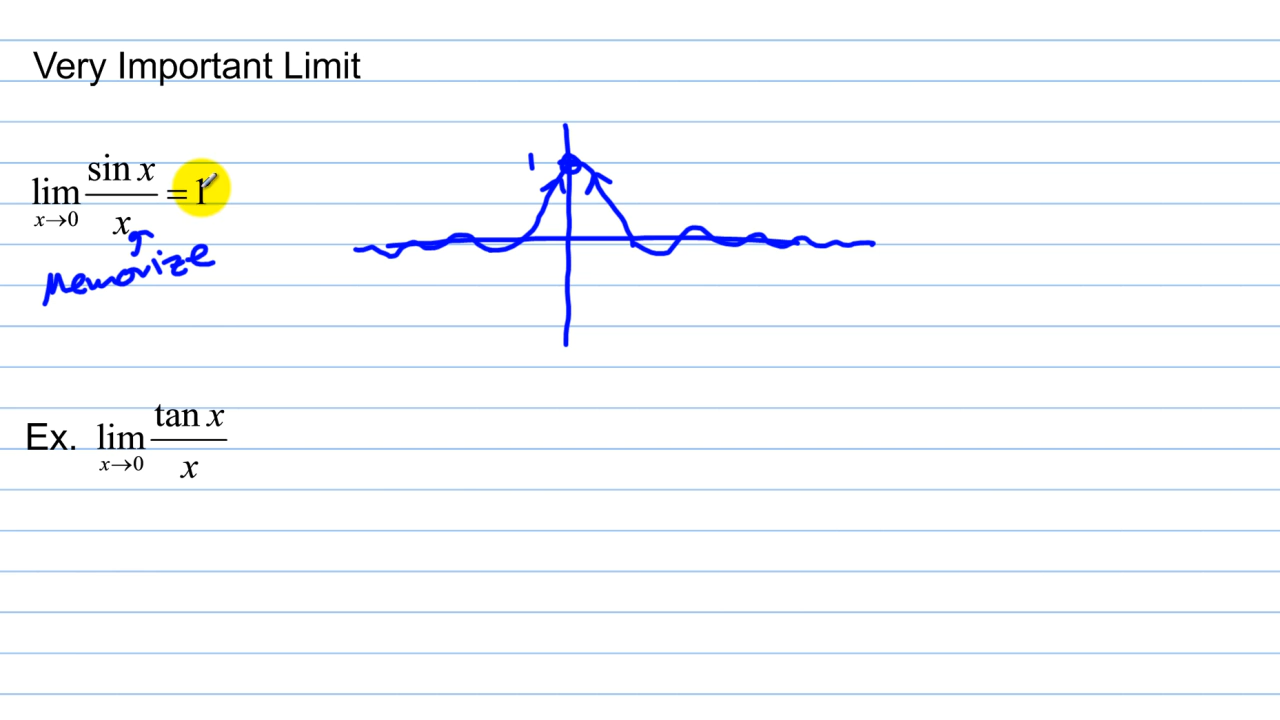 Very Important Limit
lim x→0 sin x / x = 1
Memorize
1
Ex. lim x→0 tan x / x